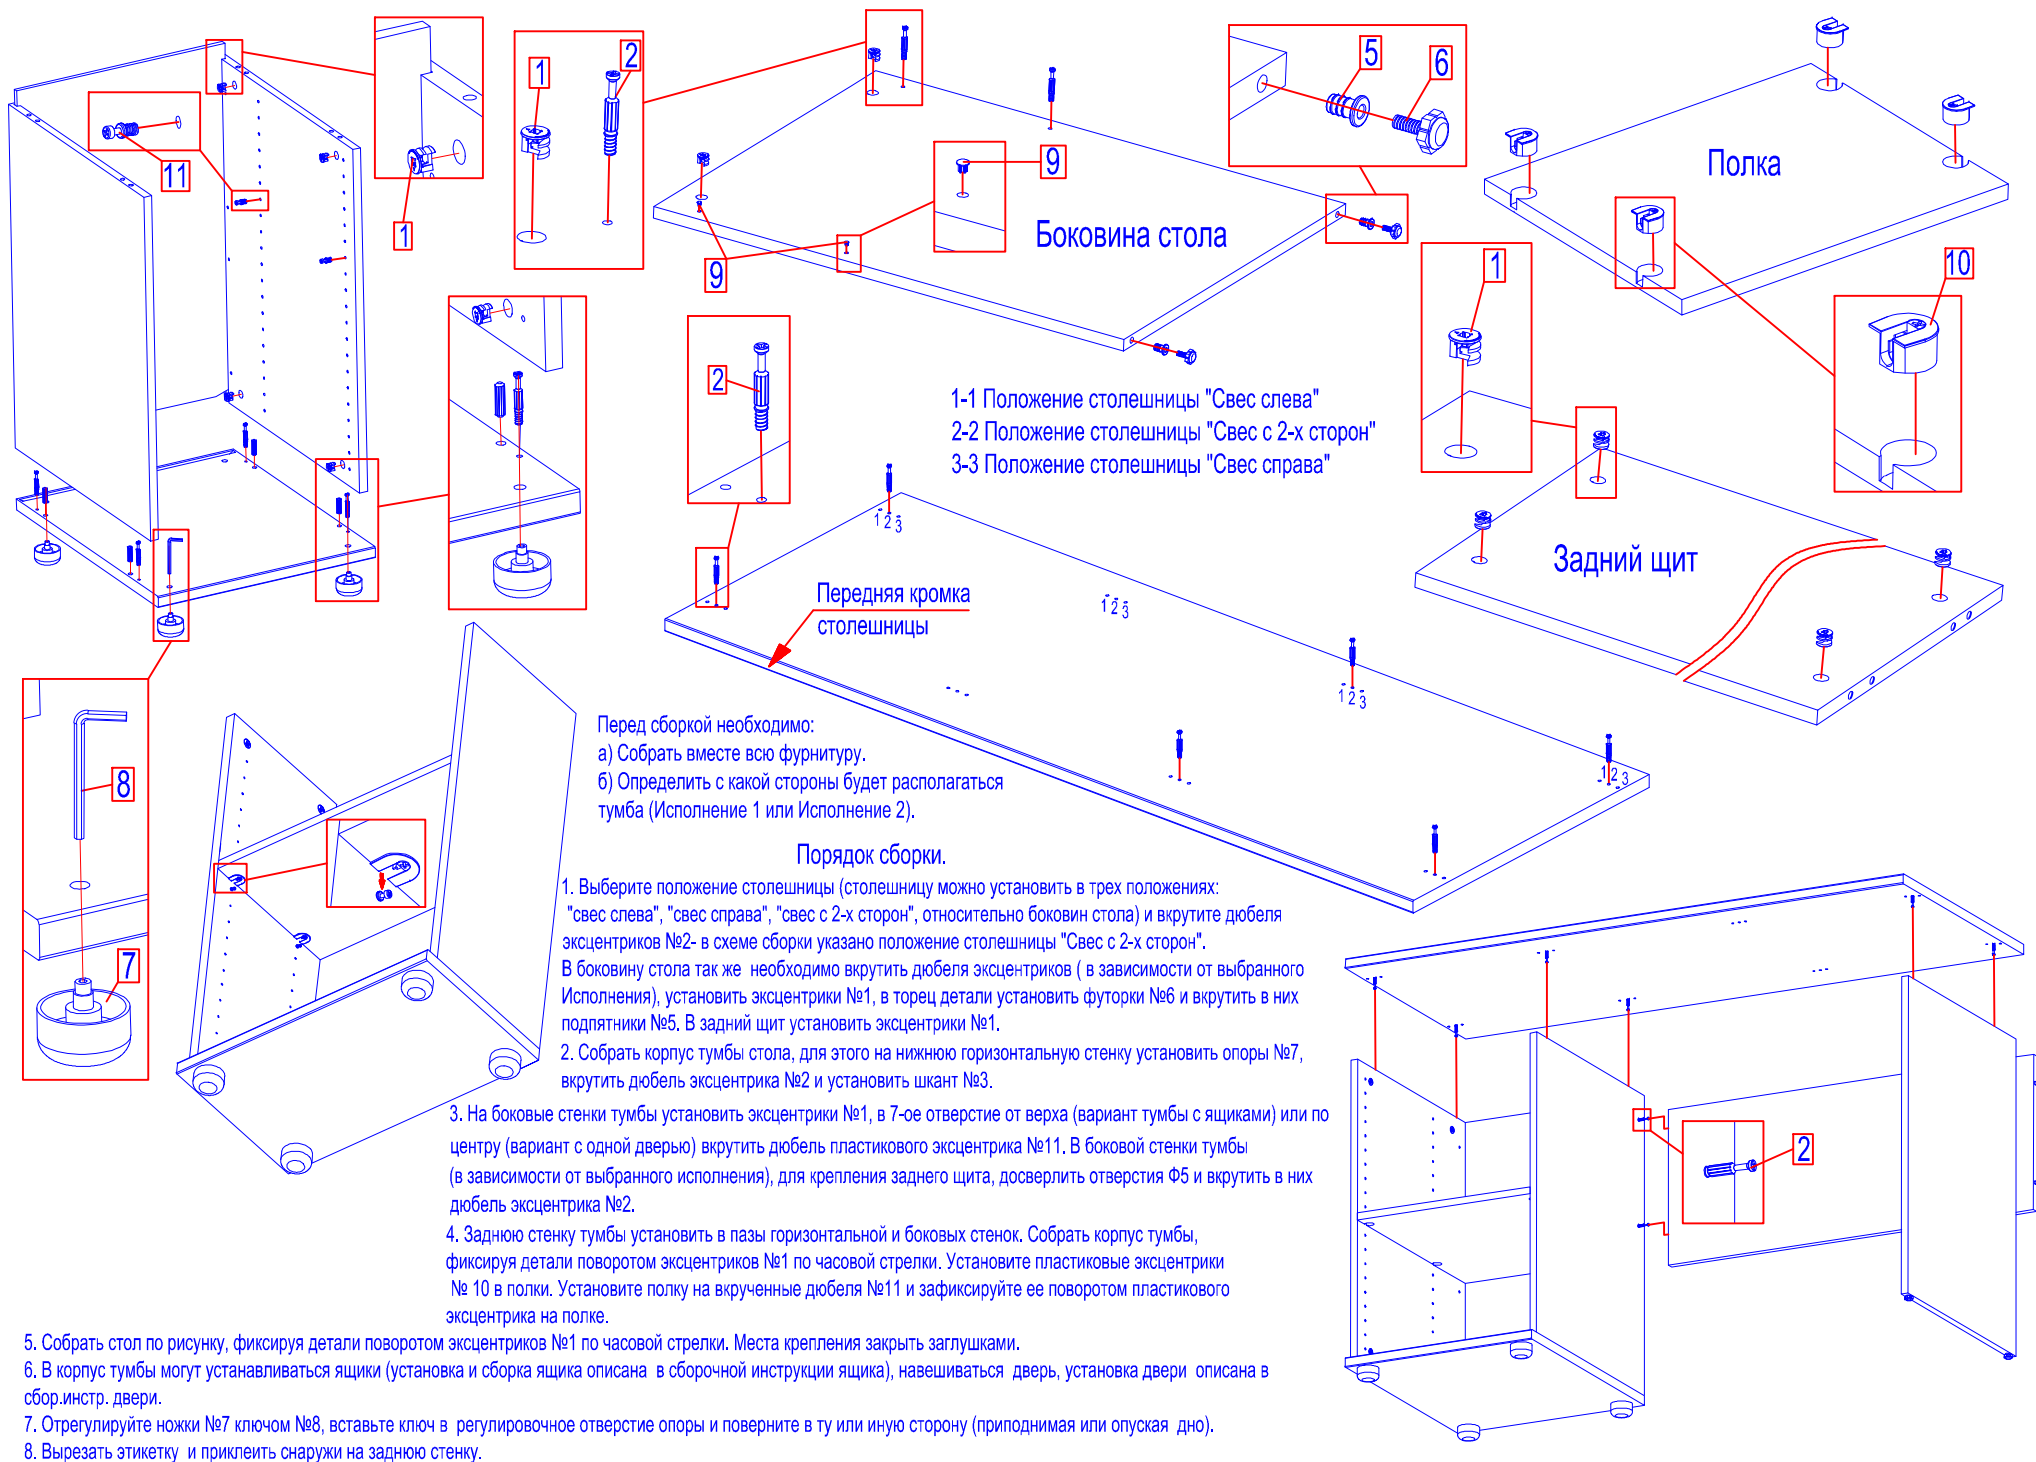 1
2
5
6
11
1
9
9
Боковина стола
Полка
1
10
2
1-1 Положение столешницы "Свес слева"
2-2 Положение столешницы "Свес с 2-х сторон"
3-3 Положение столешницы "Свес справа"
1 2 3
Задний щит
Передняя кромка
столешницы
1 2 3
1 2 3
1 2 3
8
7
Перед сборкой необходимо:
а) Собрать вместе всю фурнитуру.
б) Определить с какой стороны будет располагаться
тумба (Исполнение 1 или Исполнение 2).
Порядок сборки.
1. Выберите положение столешницы (столешницу можно установить в трех положениях:
"свес слева", "свес справа", "свес с 2-х сторон", относительно боковин стола) и вкрутите дюбеля
эксцентриков №2- в схеме сборки указано положение столешницы "Свес с 2-х сторон".
В боковину стола так же необходимо вкрутить дюбеля эксцентриков ( в зависимости от выбранного
Исполнения), установить эксцентрики №1, в торец детали установить футорки №6 и вкрутить в них
подпятники №5. В задний щит установить эксцентрики №1.
2. Собрать корпус тумбы стола, для этого на нижнюю горизонтальную стенку установить опоры №7,
вкрутить дюбель эксцентрика №2 и установить шкант №3.
3. На боковые стенки тумбы установить эксцентрики №1, в 7-ое отверстие от верха (вариант тумбы с ящиками) или по
центру (вариант с одной дверью) вкрутить дюбель пластикового эксцентрика №11. В боковой стенки тумбы
(в зависимости от выбранного исполнения), для крепления заднего щита, досверлить отверстия Ф5 и вкрутить в них
дюбель эксцентрика №2.
4. Заднюю стенку тумбы установить в пазы горизонтальной и боковых стенок. Собрать корпус тумбы,
фиксируя детали поворотом эксцентриков №1 по часовой стрелки. Установите пластиковые эксцентрики
№ 10 в полки. Установите полку на вкрученные дюбеля №11 и зафиксируйте ее поворотом пластикового
эксцентрика на полке.
5. Собрать стол по рисунку, фиксируя детали поворотом эксцентриков №1 по часовой стрелки. Места крепления закрыть заглушками.
6. В корпус тумбы могут устанавливаться ящики (установка и сборка ящика описана в сборочной инструкции ящика), навешиваться дверь, установка двери описана в
сбор.инстр. двери.
7. Отрегулируйте ножки №7 ключом №8, вставьте ключ в регулировочное отверстие опоры и поверните в ту или иную сторону (приподнимая или опуская дно).
8. Вырезать этикетку и приклеить снаружи на заднюю стенку.
2